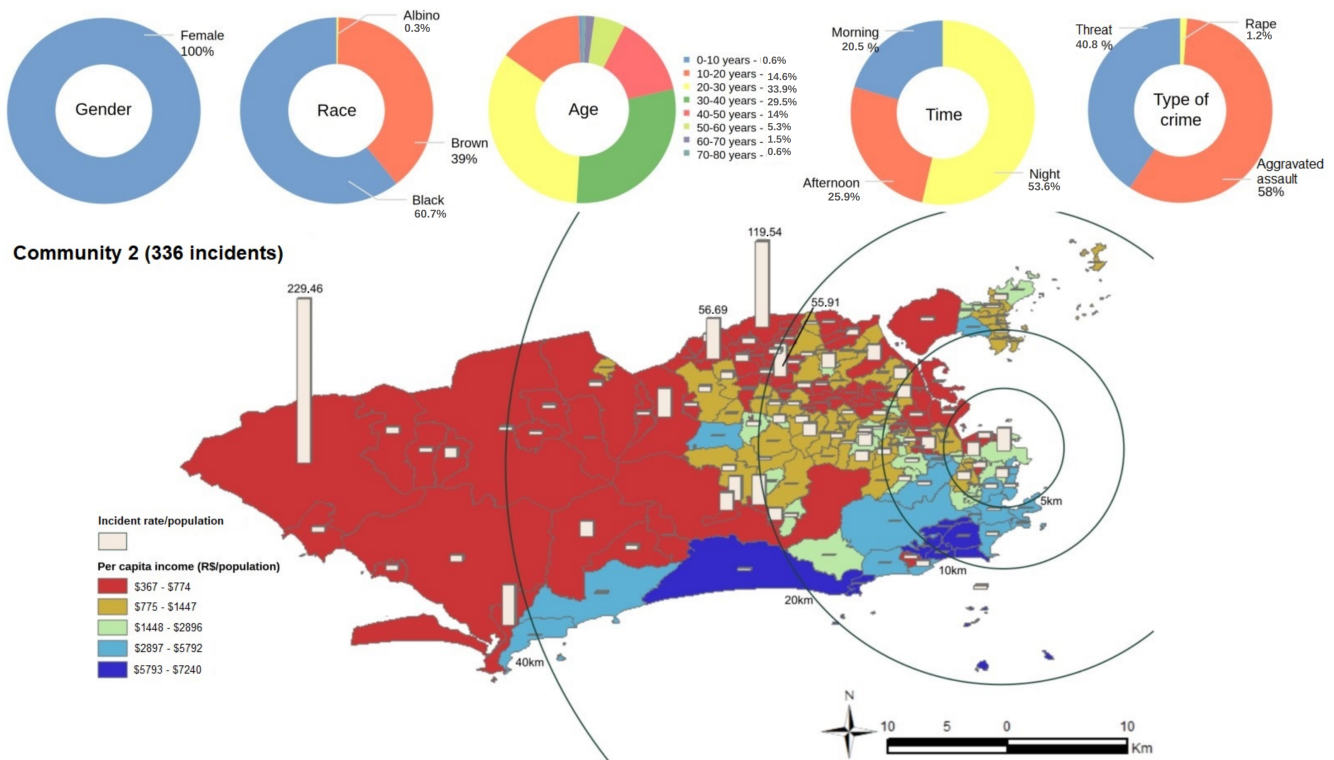 Gender
Female
100%
Race
Albino
0.3%
Brown
39%
Black
60.7%
Age
0-10 years - 0.6%
10-20 years - 14.6%
20-30 years - 33.9%
30-40 years - 29.5%
40-50 years - 14%
50-60 years - 5.3%
60-70 years - 1.5%
70-80 years - 0.6%
Time
Morning
20.5 %
Afternoon
25.9%
Night
53.6%
Type of
crime
Threat
40.8 %
Rape
1.2%
Aggravated
assault
58%
Community 2 (336 incidents)
229.46
56.69
119.54
55.91
5km
10km
20km
40km
Incident rate/population
Per capita income (R$/population)
$367 - $774
$775 - $1447
$1448 - $2896
$2897 - $5792
$5793 - $7240
N
10 5 0 10
Km